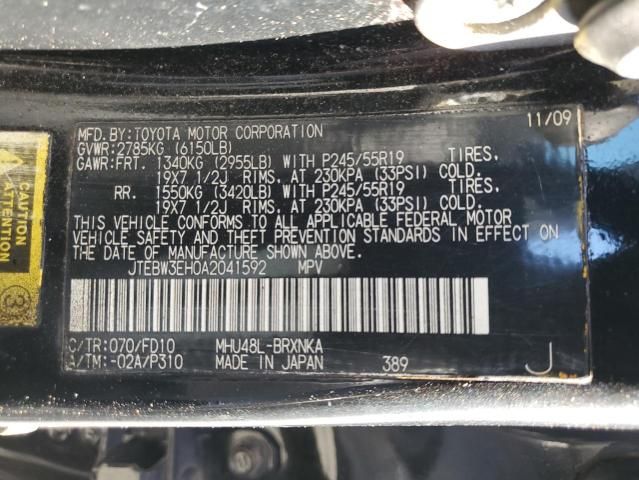 11/09
MFD. BY: TOYOTA MOTOR CORPORATION
GVWR: 2785KG (6150LB)
GAWR: FRT. 1340KG (2955LB) WITH P245/55R19 TIRES,
19X7 1/2J RIMS, AT 230KPA (33PSI) COLD.
RR. 1550KG (3420LB) WITH P245/55R19 TIRES,
19X7 1/2J RIMS, AT 230KPA (33PSI) COLD.
THIS VEHICLE CONFORMS TO ALL APPLICABLE FEDERAL MOTOR
VEHICLE SAFETY AND THEFT PREVENTION STANDARDS IN EFFECT ON
THE DATE OF MANUFACTURE SHOWN ABOVE.
JTEBW3EH0A2041592 MPV
C/TR: 070/FD10 MHU48L-BRXNKA
A/TM: -02A/P310 MADE IN JAPAN 389 J
CAUTION
ATTENTION
3